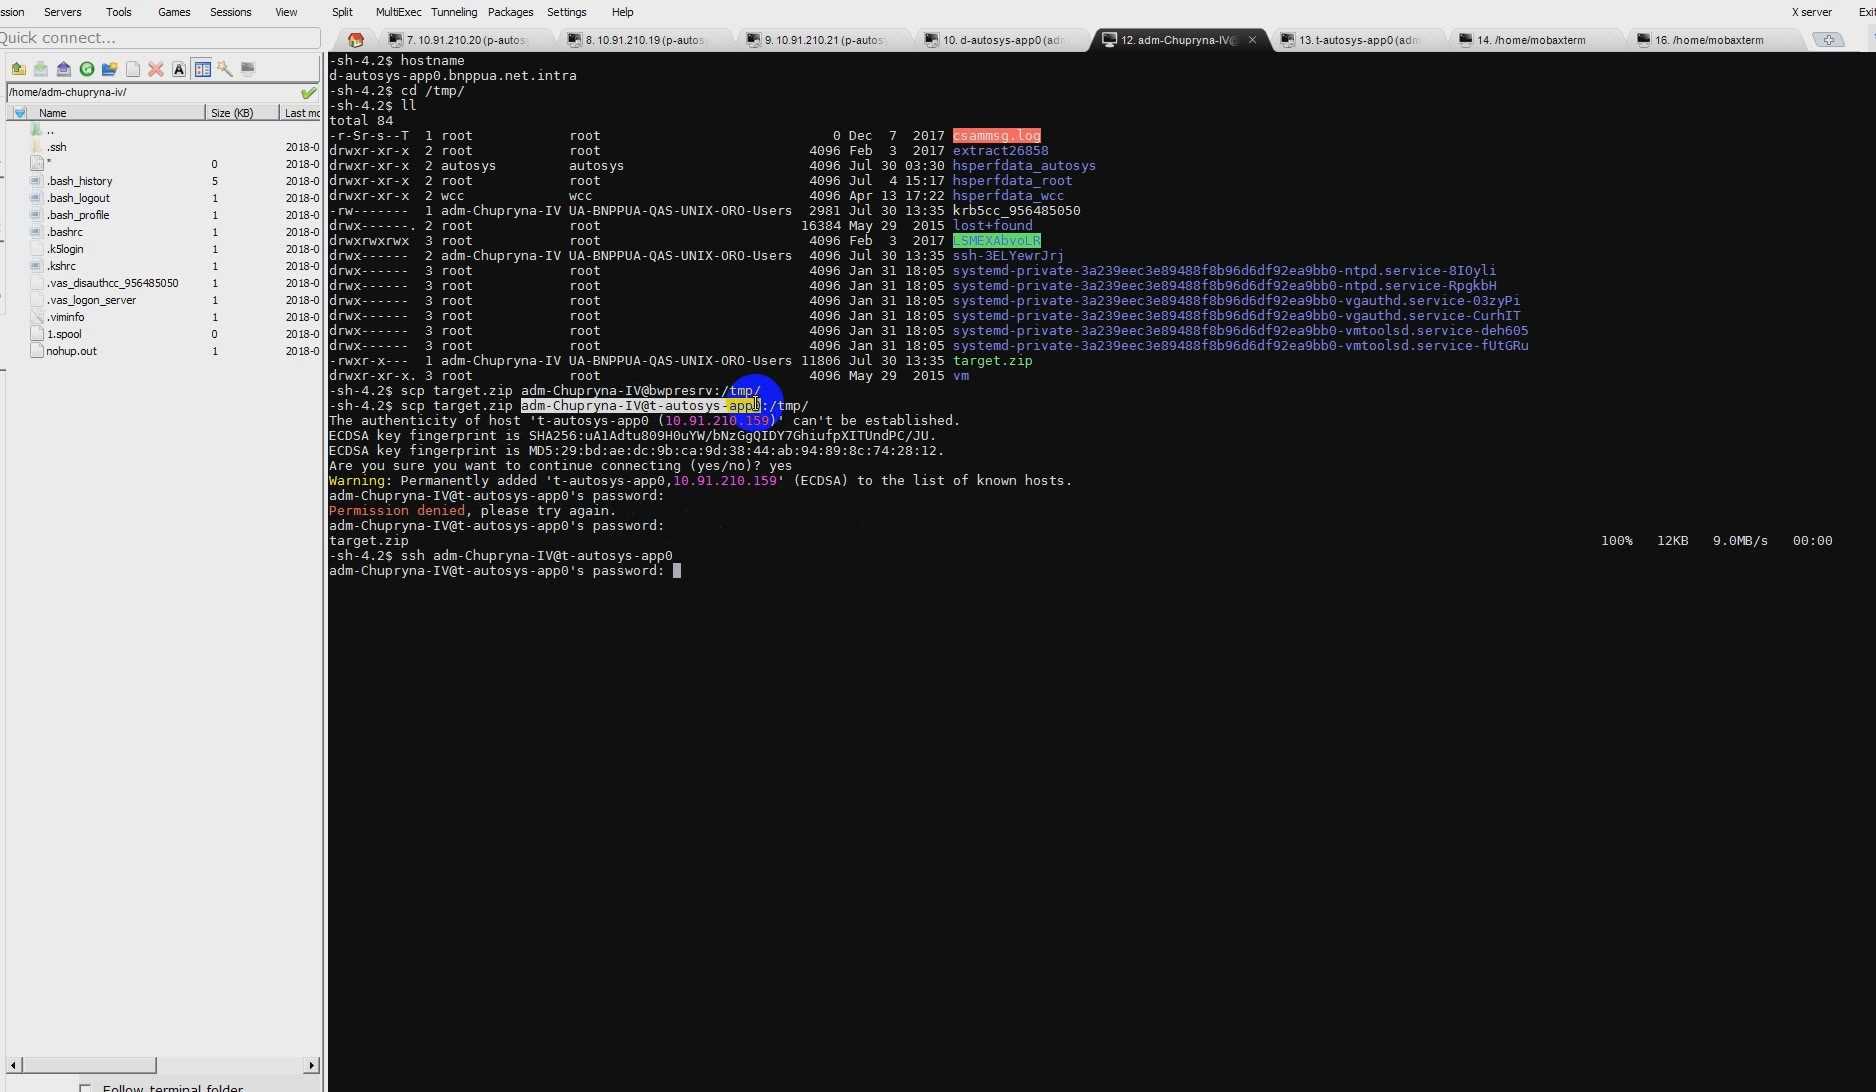 ssion Servers Tools Games Sessions View Split MultiExec Tunneling Packages Settings Help X server Exit
Quick connect...
7. 10.91.210.20 (p-autos
8. 10.91.210.19 (p-autos
9. 10.91.210.21 (p-autos
10. d-autosys-app0 (adm
12. adm-Chupryna-IV@
13. t-autosys-app0 (adm
14. /home/mobaxterm
16. /home/mobaxterm
/home/adm-chupryna-iv/
Name Size (KB) Last mo
..
.ssh 2018-0
" 0 2018-0
.bash_history 5 2018-0
.bash_logout 1 2018-0
.bash_profile 1 2018-0
.bashrc 1 2018-0
.k5login 1 2018-0
.kshrc 1 2018-0
.vas_disauthcc_956485050 1 2018-0
.vas_logon_server 1 2018-0
.viminfo 1 2018-0
1.spool 0 2018-0
nohup.out 1 2018-0
Follow terminal folder
-sh-4.2$ hostname
d-autosys-app0.bnppua.net.intra
-sh-4.2$ cd /tmp/
-sh-4.2$ ll
total 84
-r-Sr-s--T 1 root root 0 Dec 7 2017 csammsg.log
drwxr-xr-x 2 root root 4096 Feb 3 2017 extract26858
drwxr-xr-x 2 autosys autosys 4096 Jul 30 03:30 hsperfdata_autosys
drwxr-xr-x 2 root root 4096 Jul 4 15:17 hsperfdata_root
drwxr-xr-x 2 wcc wcc 4096 Apr 13 17:22 hsperfdata_wcc
-rw------- 1 adm-Chupryna-IV UA-BNPPUA-QAS-UNIX-ORO-Users 2981 Jul 30 13:35 krb5cc_956485050
drwx------. 2 root root 16384 May 29 2015 lost+found
drwxrwxrwx 3 root root 4096 Feb 3 2017 LSMEXAbvoLR
drwx------ 2 adm-Chupryna-IV UA-BNPPUA-QAS-UNIX-ORO-Users 4096 Jul 30 13:35 ssh-3ELYewrJrj
drwx------ 3 root root 4096 Jan 31 18:05 systemd-private-3a239eec3e89488f8b96d6df92ea9bb0-ntpd.service-8IOyli
drwx------ 3 root root 4096 Jan 31 18:05 systemd-private-3a239eec3e89488f8b96d6df92ea9bb0-ntpd.service-RpgkbH
drwx------ 3 root root 4096 Jan 31 18:05 systemd-private-3a239eec3e89488f8b96d6df92ea9bb0-vgauthd.service-03zyPi
drwx------ 3 root root 4096 Jan 31 18:05 systemd-private-3a239eec3e89488f8b96d6df92ea9bb0-vgauthd.service-CurhIT
drwx------ 3 root root 4096 Jan 31 18:05 systemd-private-3a239eec3e89488f8b96d6df92ea9bb0-vmtoolsd.service-deh605
drwx------ 3 root root 4096 Jan 31 18:05 systemd-private-3a239eec3e89488f8b96d6df92ea9bb0-vmtoolsd.service-fUtGRu
-rwxr-x--- 1 adm-Chupryna-IV UA-BNPPUA-QAS-UNIX-ORO-Users 11806 Jul 30 13:35 target.zip
drwxr-xr-x. 3 root root 4096 May 29 2015 vm
-sh-4.2$ scp target.zip adm-Chupryna-IV@bwpresrv:/tmp/
-sh-4.2$ scp target.zip adm-Chupryna-IV@t-autosys-app0:/tmp/
The authenticity of host 't-autosys-app0 (10.91.210.159)' can't be established.
ECDSA key fingerprint is SHA256:uA1Adtu809H0uYW/bNzGgQIDY7GhiufpXITUndPC/JU.
ECDSA key fingerprint is MD5:29:bd:ae:dc:9b:ca:9d:38:44:ab:94:89:8c:74:28:12.
Are you sure you want to continue connecting (yes/no)? yes
Warning: Permanently added 't-autosys-app0,10.91.210.159' (ECDSA) to the list of known hosts.
adm-Chupryna-IV@t-autosys-app0's password:
Permission denied, please try again.
adm-Chupryna-IV@t-autosys-app0's password:
target.zip 100% 12KB 9.0MB/s 00:00
-sh-4.2$ ssh adm-Chupryna-IV@t-autosys-app0
adm-Chupryna-IV@t-autosys-app0's password: